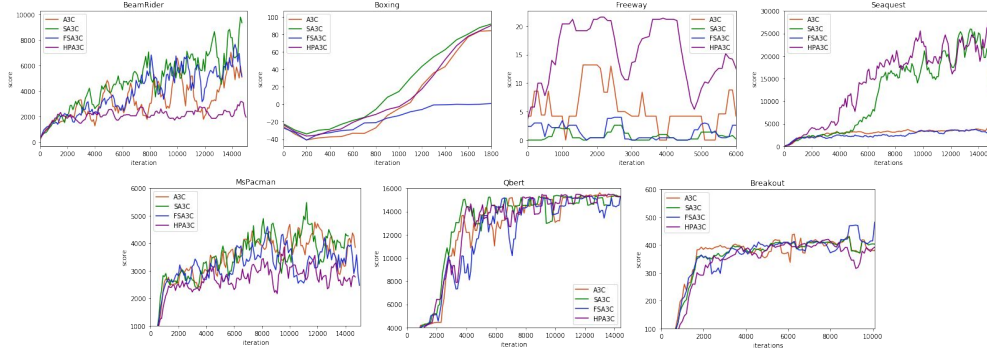 BeamRider
10000
8000
6000
4000
2000
0
score
A3C
SA3C
FSA3C
HPA3C
0 2000 4000 6000 8000 10000 12000 14000
iteration
Boxing
100
80
60
40
20
0
−20
−40
score
A3C
SA3C
FSA3C
HPA3C
0 200 400 600 800 1000 1200 1400 1600 1800
iteration
Freeway
20
15
10
5
0
score
A3C
SA3C
FSA3C
HPA3C
0 1000 2000 3000 4000 5000 6000
iteration
Seaquest
30000
25000
20000
15000
10000
5000
0
score
A3C
SA3C
FSA3C
HPA3C
0 2000 4000 6000 8000 10000 12000 14000
iterations
MsPacman
6000
5000
4000
3000
2000
1000
score
A3C
SA3C
FSA3C
HPA3C
0 2000 4000 6000 8000 10000 12000 14000
iteration
Qbert
16000
14000
12000
10000
8000
6000
4000
score
A3C
SA3C
FSA3C
HPA3C
0 2000 4000 6000 8000 10000 12000 14000
iteration
Breakout
600
500
400
300
200
100
score
A3C
SA3C
FSA3C
HPA3C
0 2000 4000 6000 8000 10000
iterations